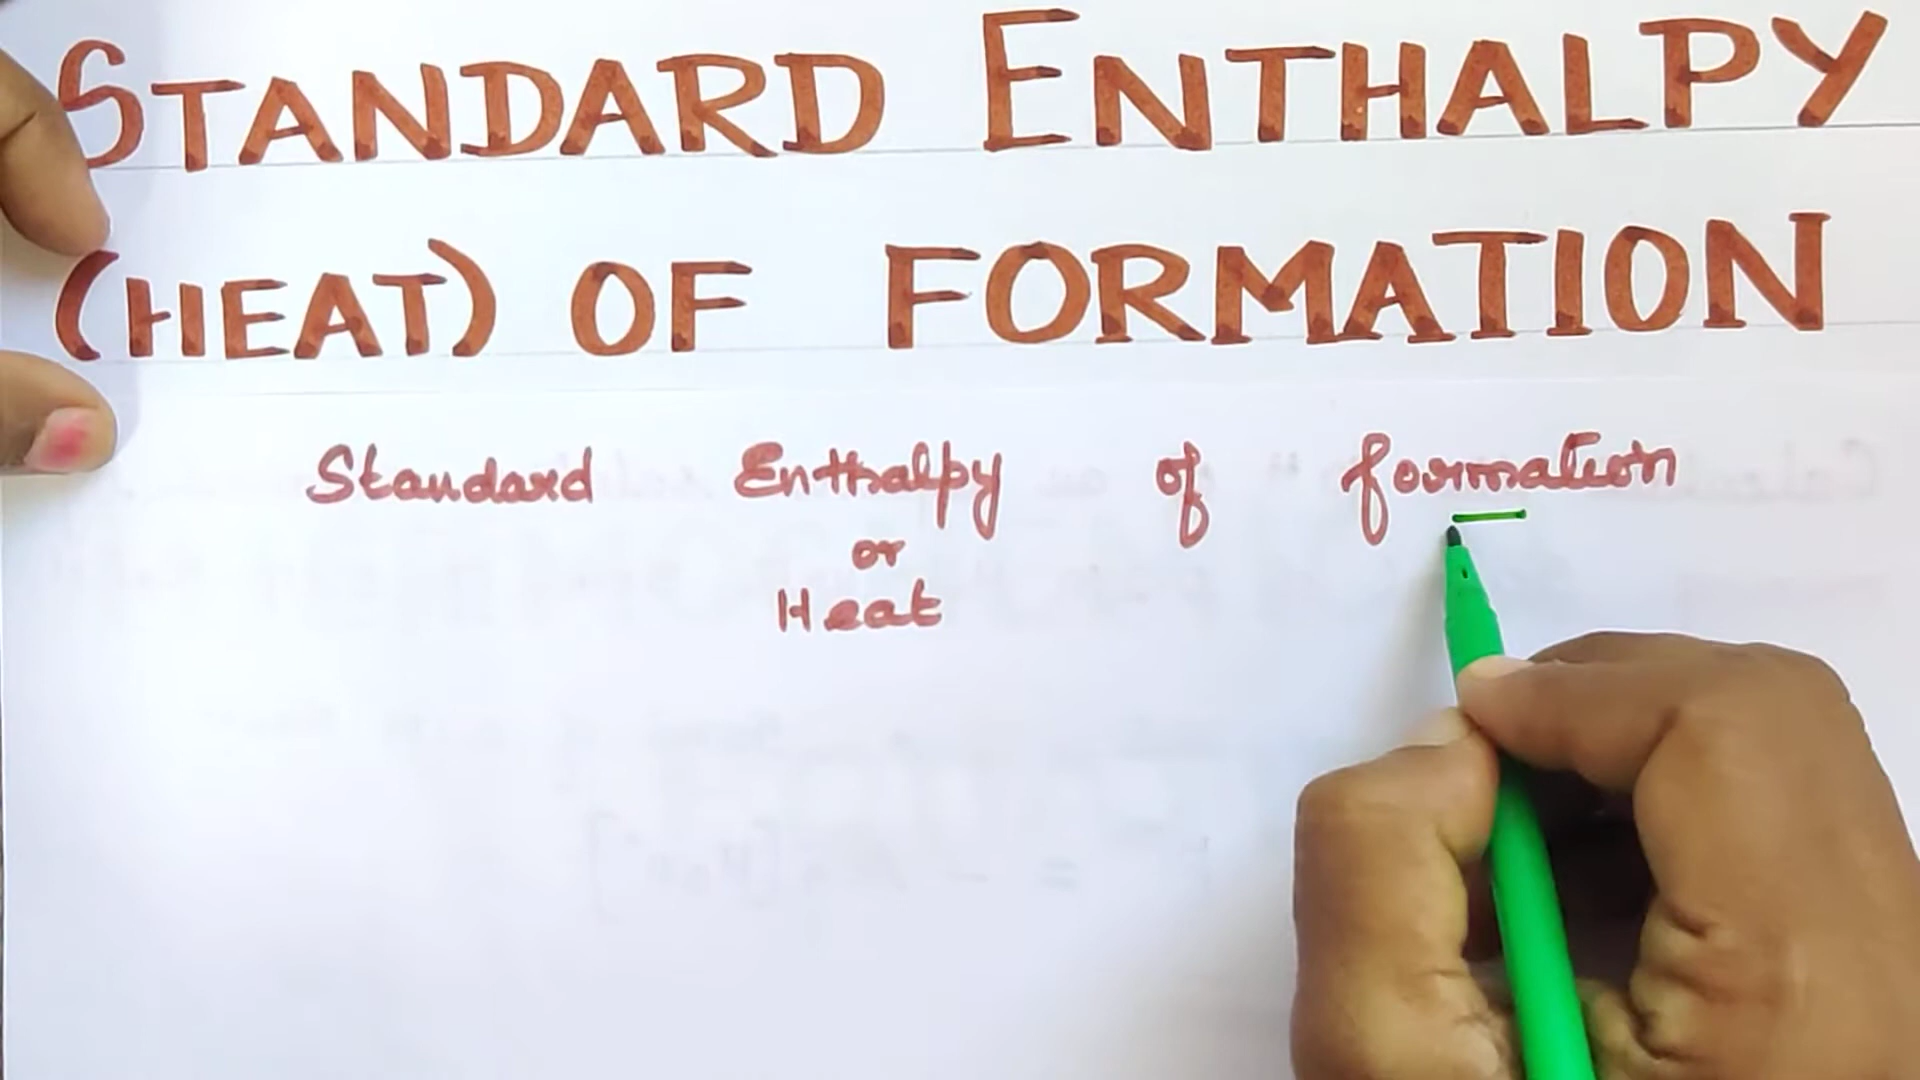 STANDARD ENTHALPY
(HEAT) OF FORMATION
Standard Enthalpy of formation
or
Heat